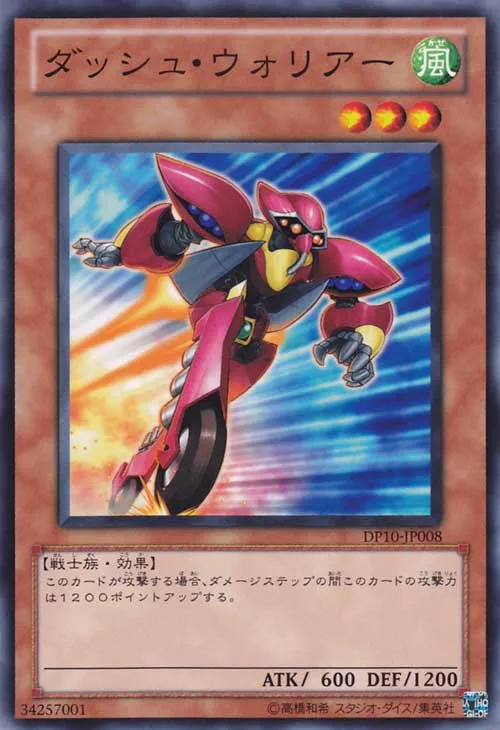 ダッシュ・ウォリアー
風
DP10-JP008
【戦士族・効果】
このカードが攻撃する場合、ダメージステップの間このカードの攻撃力
は1200ポイントアップする。
ATK/ 600 DEF/1200
34257001
©高橋和希 スタジオ・ダイス/集英社